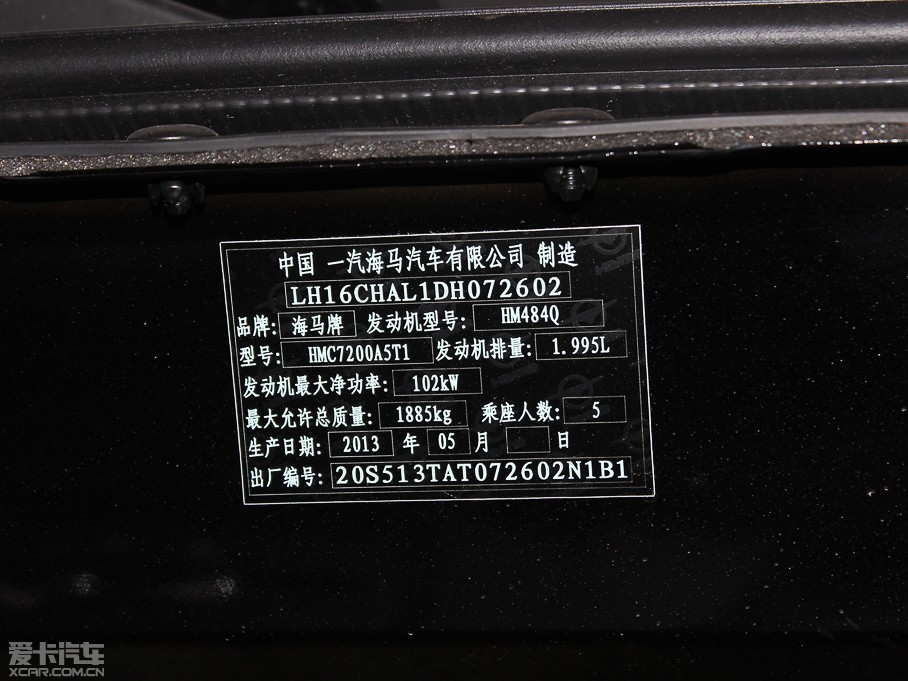 中国 一汽海马汽车有限公司 制造
LH16CHAL1DH072602
品牌: 海马牌 发动机型号: HM484Q
型号: HMC7200A5T1 发动机排量: 1.995L
发动机最大净功率: 102kW
最大允许总质量: 1885kg 乘座人数: 5
生产日期: 2013 年 05 月 日
出厂编号: 20S513TAT072602N1B1
爱卡汽车
XCAR.COM.CN